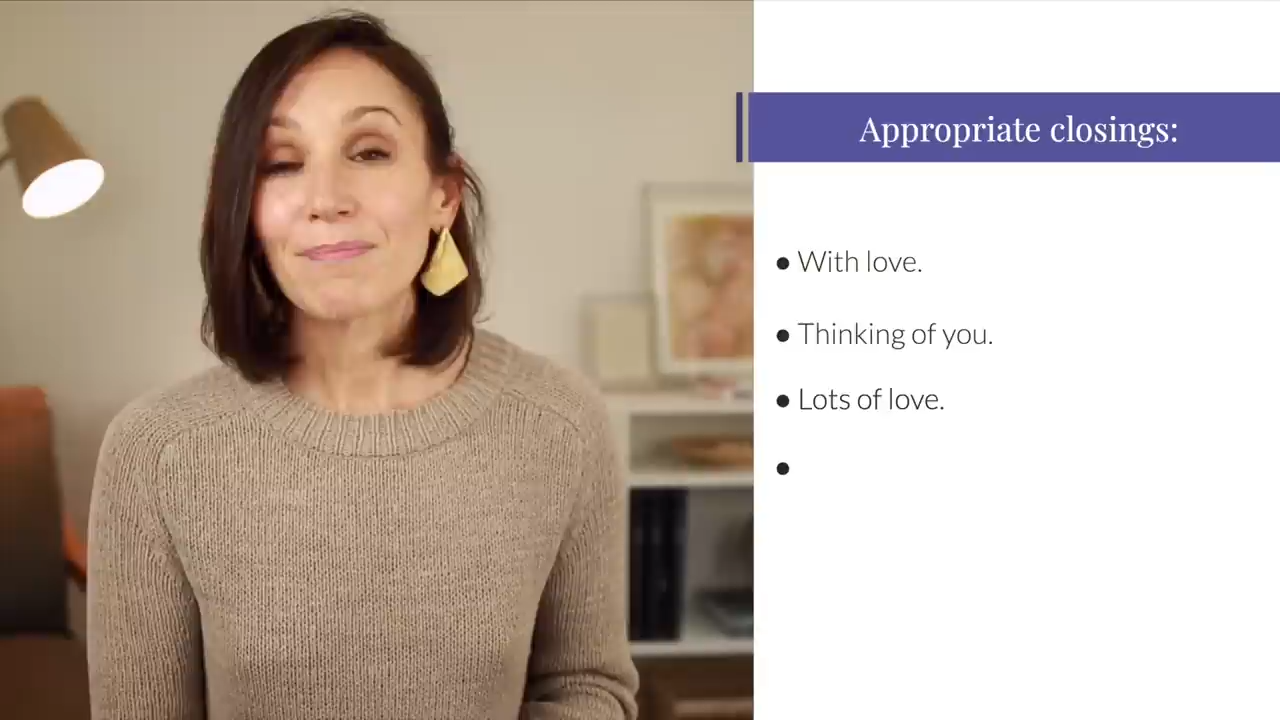 Appropriate closings:
● With love.
● Thinking of you.
● Lots of love.
●